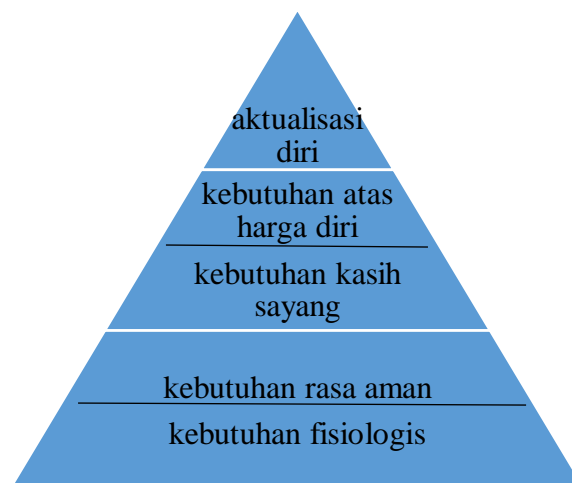 aktualisasi
diri
kebutuhan atas
harga diri
kebutuhan kasih
sayang
kebutuhan rasa aman
kebutuhan fisiologis